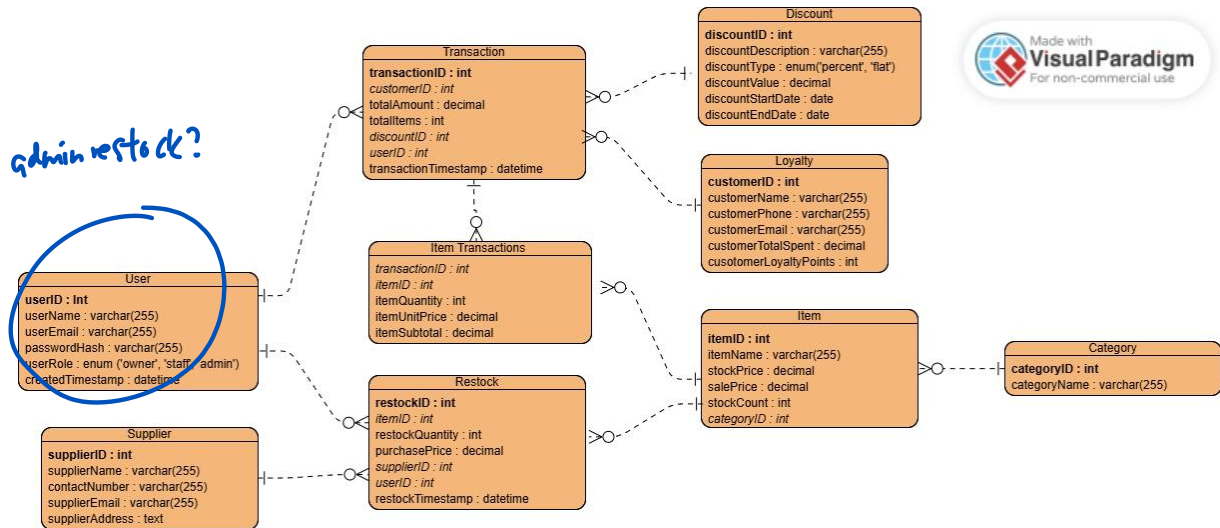 Made with
Visual Paradigm
For non-commercial use
admin restock?
Transaction
transactionID : int
customerID : int
totalAmount : decimal
totalItems : int
discountID : int
userID : int
transactionTimestamp : datetime
Discount
discountID : int
discountDescription : varchar(255)
discountType : enum('percent', 'flat')
discountValue : decimal
discountStartDate : date
discountEndDate : date
Loyalty
customerID : int
customerName : varchar(255)
customerPhone : varchar(255)
customerEmail : varchar(255)
customerTotalSpent : decimal
cusotomerLoyaltyPoints : int
Item Transactions
transactionID : int
itemID : int
itemQuantity : int
itemUnitPrice : decimal
itemSubtotal : decimal
User
userID : Int
userName : varchar(255)
userEmail : varchar(255)
passwordHash : varchar(255)
userRole : enum ('owner', 'staff', admin')
createdTimestamp : datetime
Item
itemID : int
itemName : varchar(255)
stockPrice : decimal
salePrice : decimal
stockCount : int
categoryID : int
Category
categoryID : int
categoryName : varchar(255)
Restock
restockID : int
itemID : int
restockQuantity : int
purchasePrice : decimal
supplierID : int
userID : int
restockTimestamp : datetime
Supplier
supplierID : int
supplierName : varchar(255)
contactNumber : varchar(255)
supplierEmail : varchar(255)
supplierAddress : text